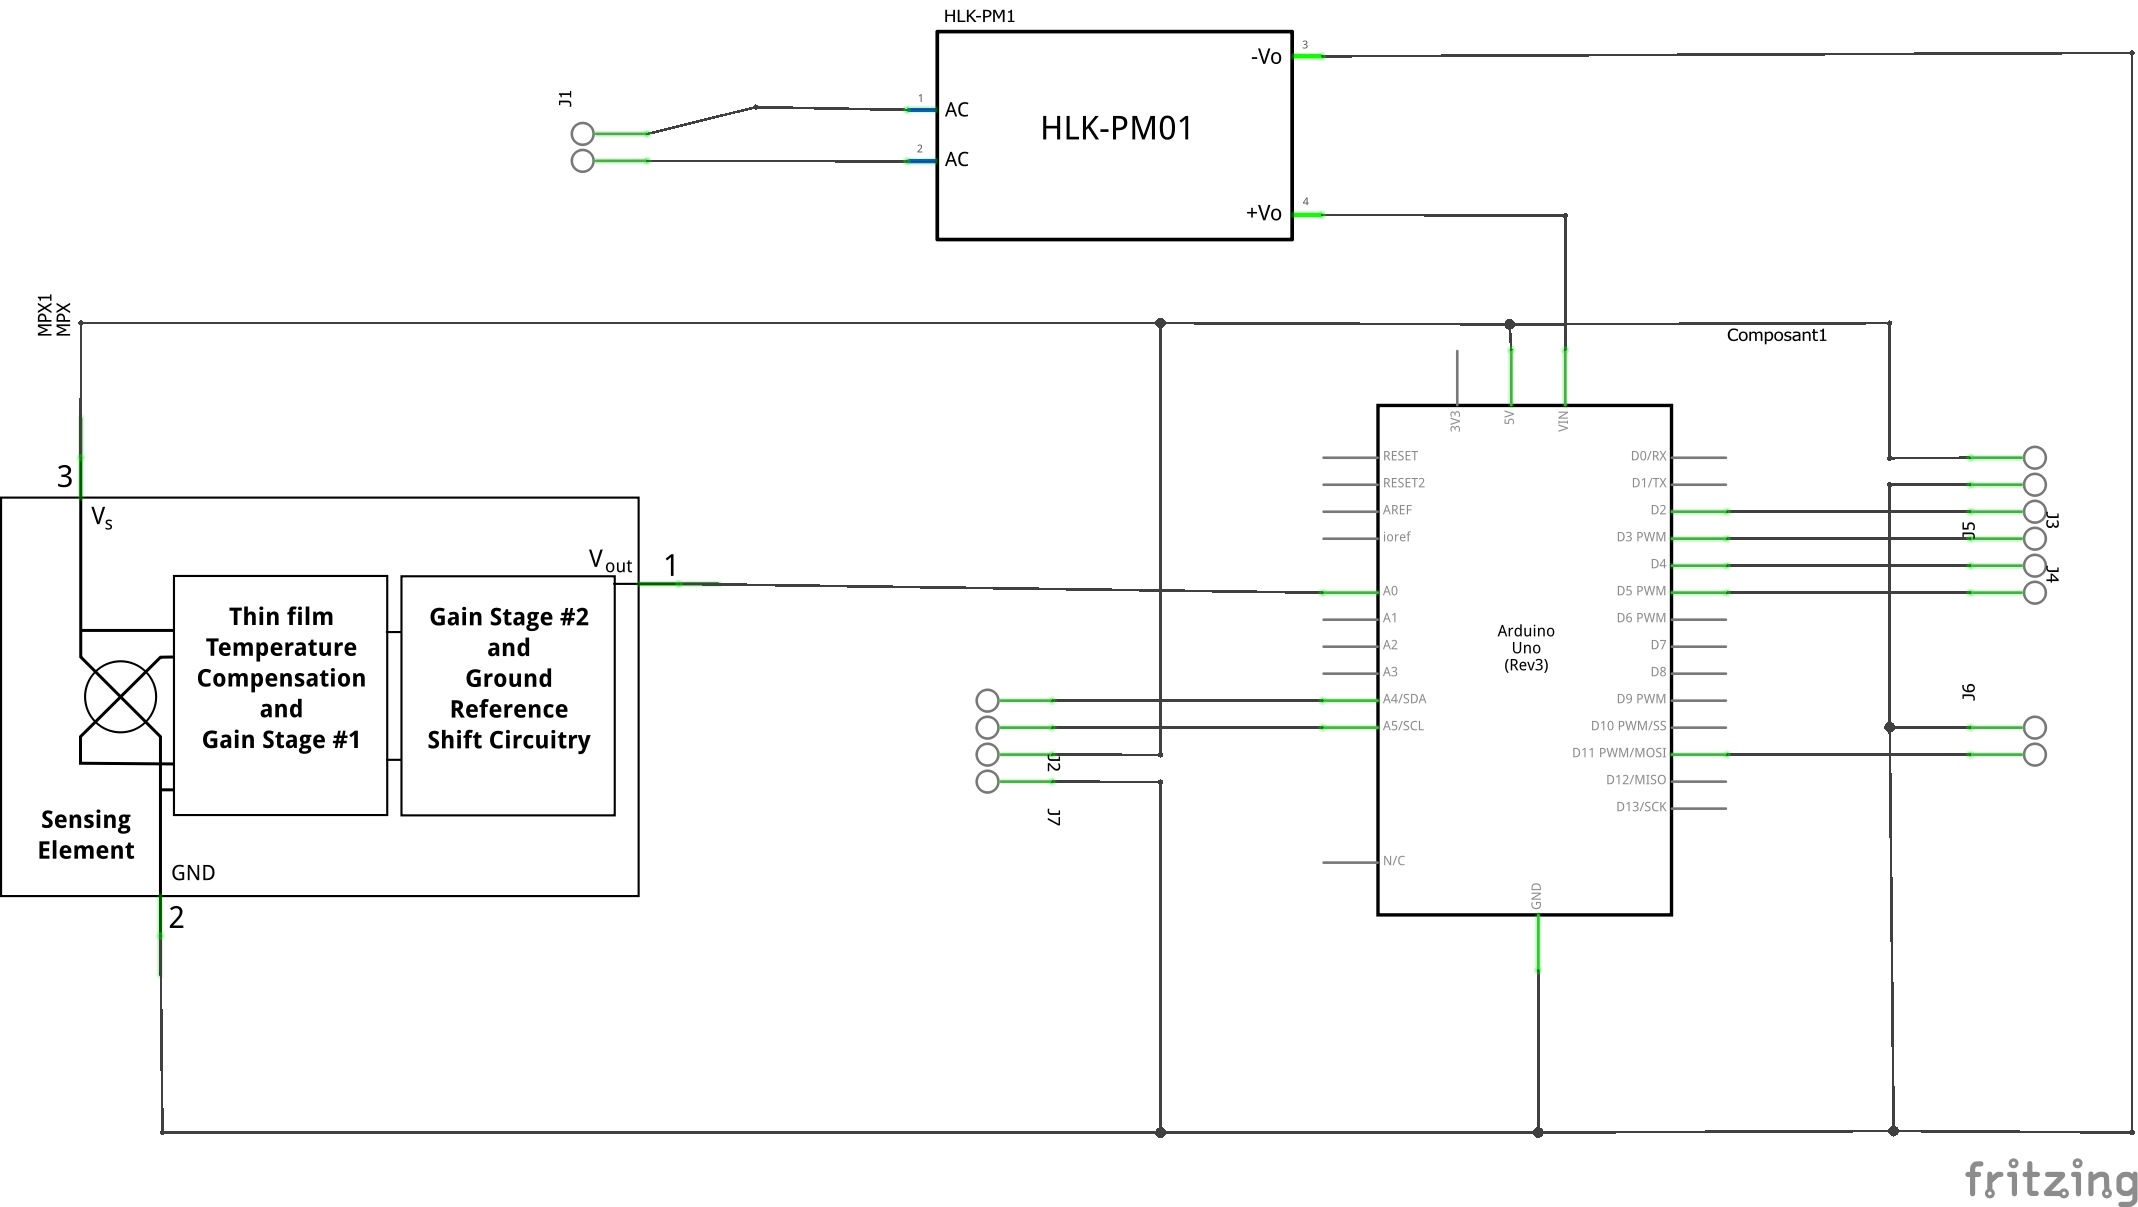 HLK-PM1
-Vo
3
J1
1
AC
HLK-PM01
2
AC
4
+Vo
MPX1
MPX
Composant1
3V3
5V
VIN
3
Vs
RESET
D0/RX
RESET2
D1/TX
AREF
D2
J3
ioref
D3 PWM
J5
Vout
1
D4
J4
A0
D5 PWM
Thin film
Temperature
Compensation
and
Gain Stage #1
Gain Stage #2
and
Ground
Reference
Shift Circuitry
A1
D6 PWM
Arduino
Uno
(Rev3)
A2
D7
A3
D8
J6
A4/SDA
D9 PWM
A5/SCL
D10 PWM/SS
J2
D11 PWM/MOSI
D12/MISO
J7
D13/SCK
Sensing
Element
N/C
GND
GND
2
fritzing